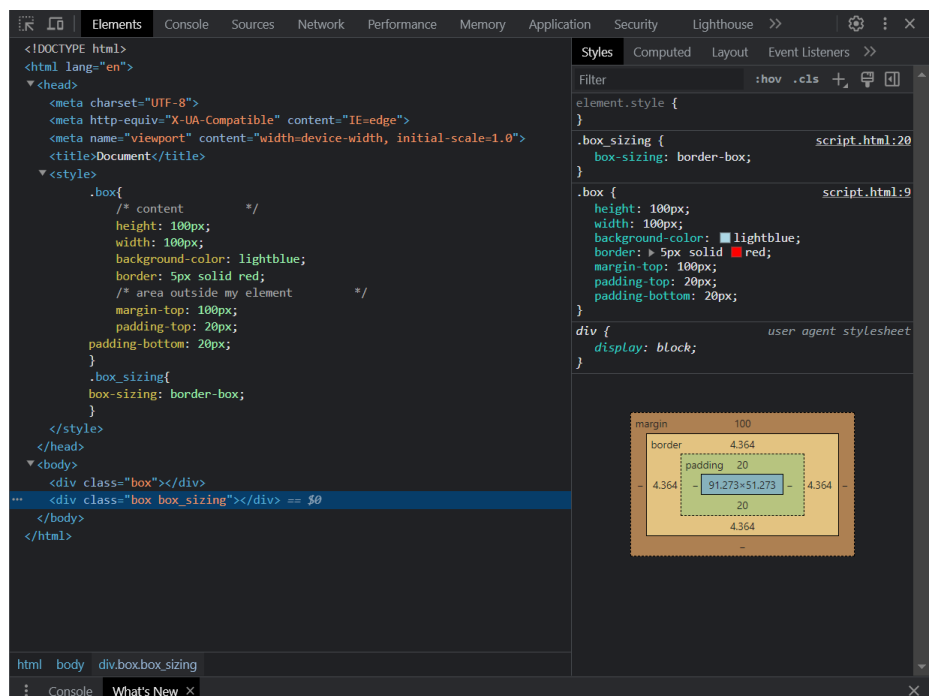 Elements Console Sources Network Performance Memory Application Security Lighthouse
<!DOCTYPE html>
<html lang="en">
<head>
<meta charset="UTF-8">
<meta http-equiv="X-UA-Compatible" content="IE=edge">
<meta name="viewport" content="width=device-width, initial-scale=1.0">
<title>Document</title>
<style>
.box{
/* content */
height: 100px;
width: 100px;
background-color: lightblue;
border: 5px solid red;
/* area outside my element */
margin-top: 100px;
padding-top: 20px;
padding-bottom: 20px;
}
.box_sizing{
box-sizing: border-box;
}
</style>
</head>
<body>
<div class="box"></div>
<div class="box box_sizing"></div> == $0
</body>
</html>
html body div.box.box_sizing
Styles Computed Layout Event Listeners
Filter :hov .cls
element.style {
}
.box_sizing { script.html:20
box-sizing: border-box;
}
.box { script.html:9
height: 100px;
width: 100px;
background-color: lightblue;
border: 5px solid red;
margin-top: 100px;
padding-top: 20px;
padding-bottom: 20px;
}
div { user agent stylesheet
display: block;
}
margin 100
border 4.364
padding 20
– 4.364 – 91.273×51.273 – 4.364 –
20
4.364
–
Console What's New